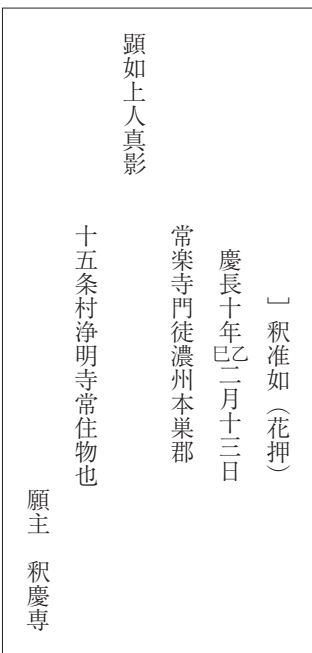 ］釈准如（花押）
慶長十年乙巳二月十三日
常楽寺門徒濃州本巣郡
顕如上人真影
十五条村浄明寺常住物也
願主　釈慶専